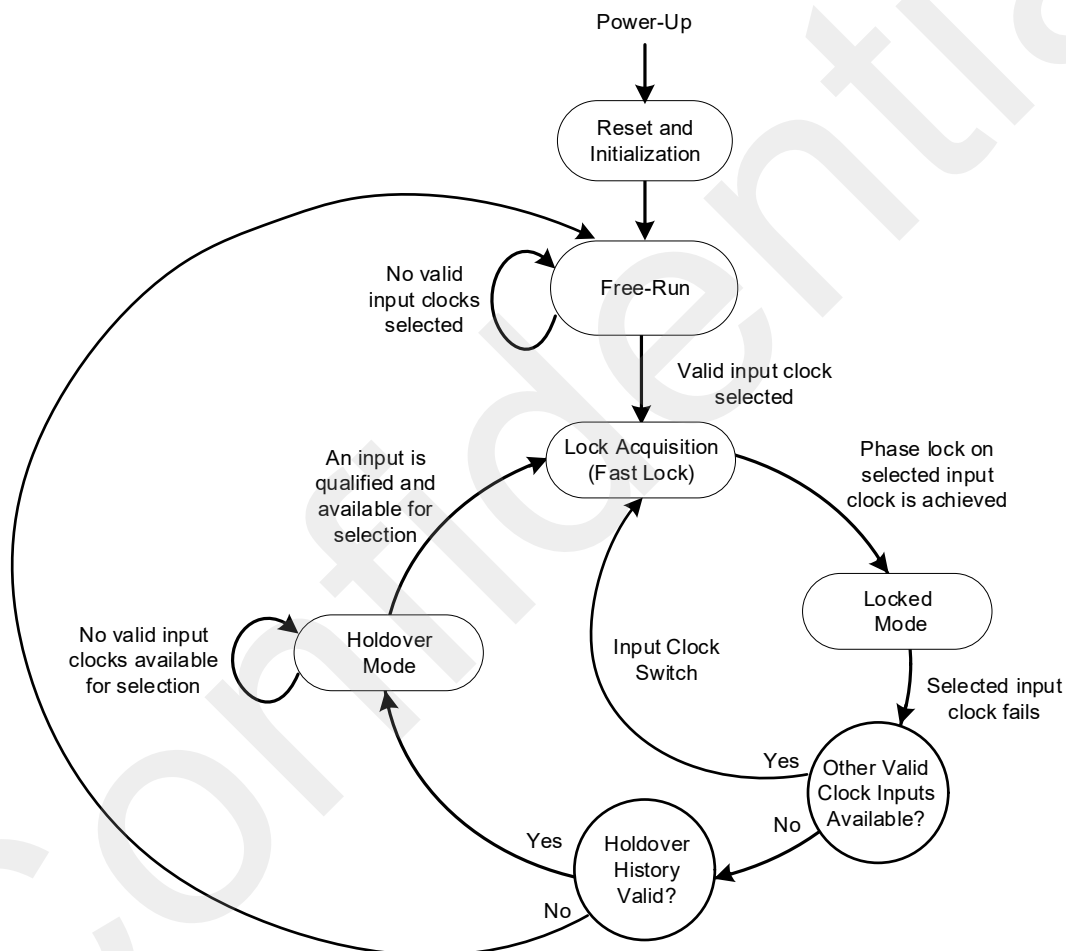 Power-Up
Reset and
Initialization
No valid
input clocks
selected
Free-Run
Valid input clock
selected
An input is
qualified and
available for
selection
Lock Acquisition
(Fast Lock)
Phase lock on
selected input
clock is achieved
No valid input
clocks available
for selection
Holdover
Mode
Input Clock
Switch
Locked
Mode
Selected input
clock fails
Yes
Other Valid
Clock Inputs
Available?
No
Yes
Holdover
History
Valid?
No
Confidential